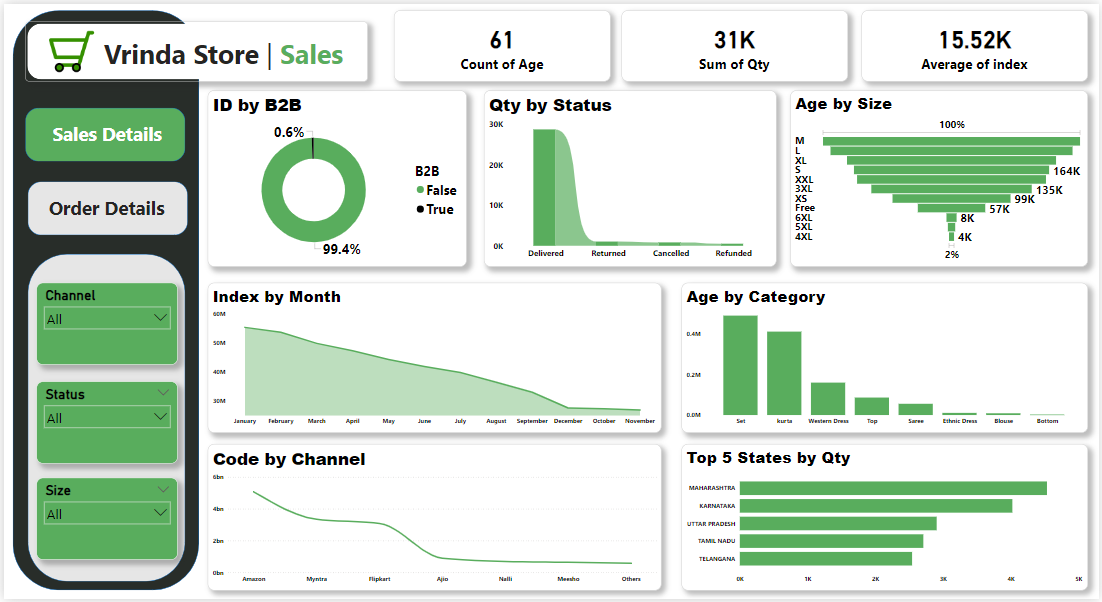 Vrinda Store | Sales
61
Count of Age
31K
Sum of Qty
15.52K
Average of index
Sales Details
Order Details
Channel
All
Status
All
Size
All
ID by B2B
0.6%
99.4%
B2B
False
True
Qty by Status
30K
20K
10K
0K
Delivered Returned Cancelled Refunded
Age by Size
100%
M
L
XL
S 164K
XXL
3XL 135K
XS 99K
Free 57K
6XL 8K
5XL
4XL 4K
2%
Index by Month
60M
50M
40M
30M
January February March April May June July August September December October November
Age by Category
0.4M
0.2M
0.0M
Set kurta Western Dress Top Saree Ethnic Dress Blouse Bottom
Code by Channel
6bn
4bn
2bn
0bn
Amazon Myntra Flipkart Ajio Nalli Meesho Others
Top 5 States by Qty
MAHARASHTRA
KARNATAKA
UTTAR PRADESH
TAMIL NADU
TELANGANA
0K 1K 2K 3K 4K 5K